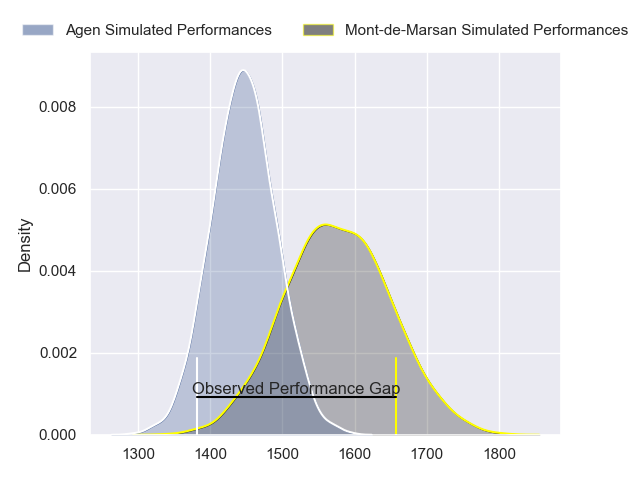 Agen Simulated Performances
Mont-de-Marsan Simulated Performances
0.008
0.006
0.004
0.002
0.000
Density
Observed Performance Gap
1300 1400 1500 1600 1700 1800